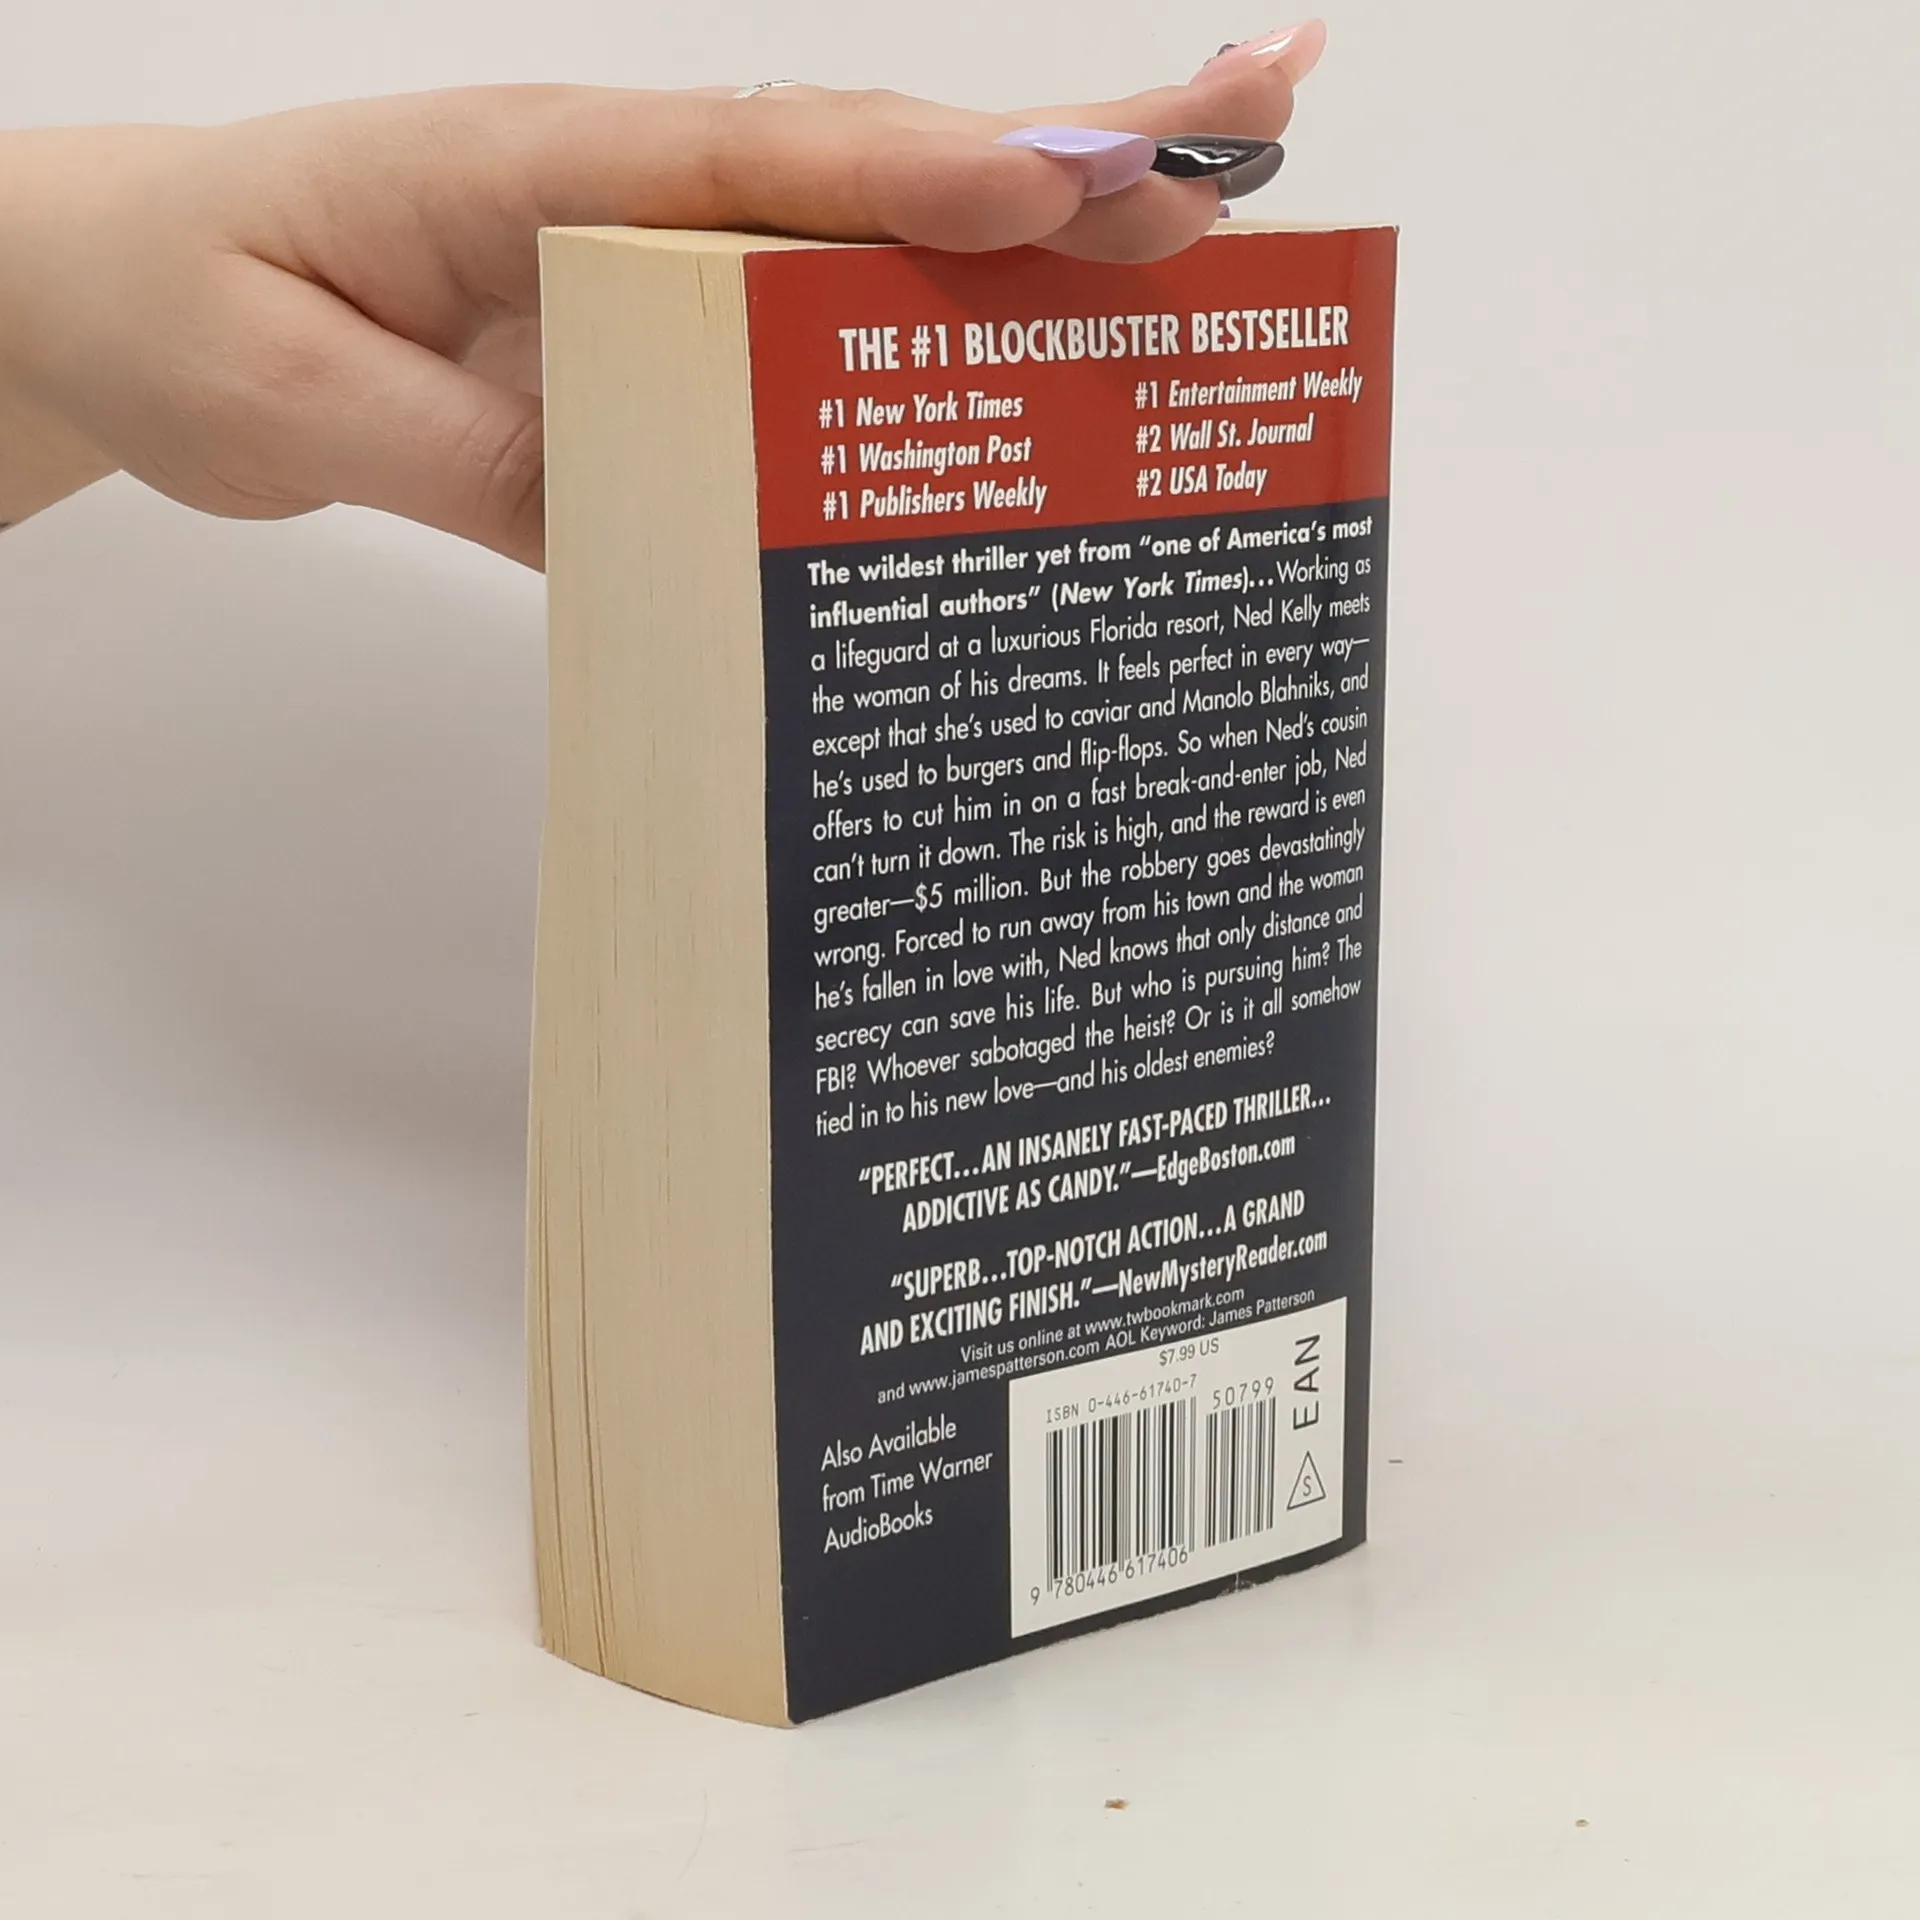 THE #1 BLOCKBUSTER BESTSELLER
#1 New York Times
#1 Washington Post
#1 Publishers Weekly
#1 Entertainment Weekly
#2 Wall St. Journal
#2 USA Today
The wildest thriller yet from “one of America’s most
influential authors” (New York Times)...Working as
a lifeguard at a luxurious Florida resort, Ned Kelly meets
the woman of his dreams. It feels perfect in every way—
except that she’s used to caviar and Manolo Blahniks, and
he’s used to burgers and flip-flops. So when Ned’s cousin
offers to cut him in on a fast break-and-enter job, Ned
can’t turn it down. The risk is high, and the reward is even
greater—$5 million. But the robbery goes devastatingly
wrong. Forced to run away from his town and the woman
he’s fallen in love with, Ned knows that only distance and
secrecy can save his life. But who is pursuing him? The
FBI? Whoever sabotaged the heist? Or is it all somehow
tied in to his new love—and his oldest enemies?
“PERFECT...AN INSANELY FAST-PACED THRILLER...
ADDICTIVE AS CANDY.”—EdgeBoston.com
“SUPERB...TOP-NOTCH ACTION...A GRAND
AND EXCITING FINISH.”—NewMysteryReader.com
Visit us online at www.twbookmark.com
and www.jamespatterson.com AOL Keyword: James Patterson
Also Available
from Time Warner
AudioBooks
$7.99 US
ISBN 0-446-61740-7
50799
9 780446 617406
EAN
S